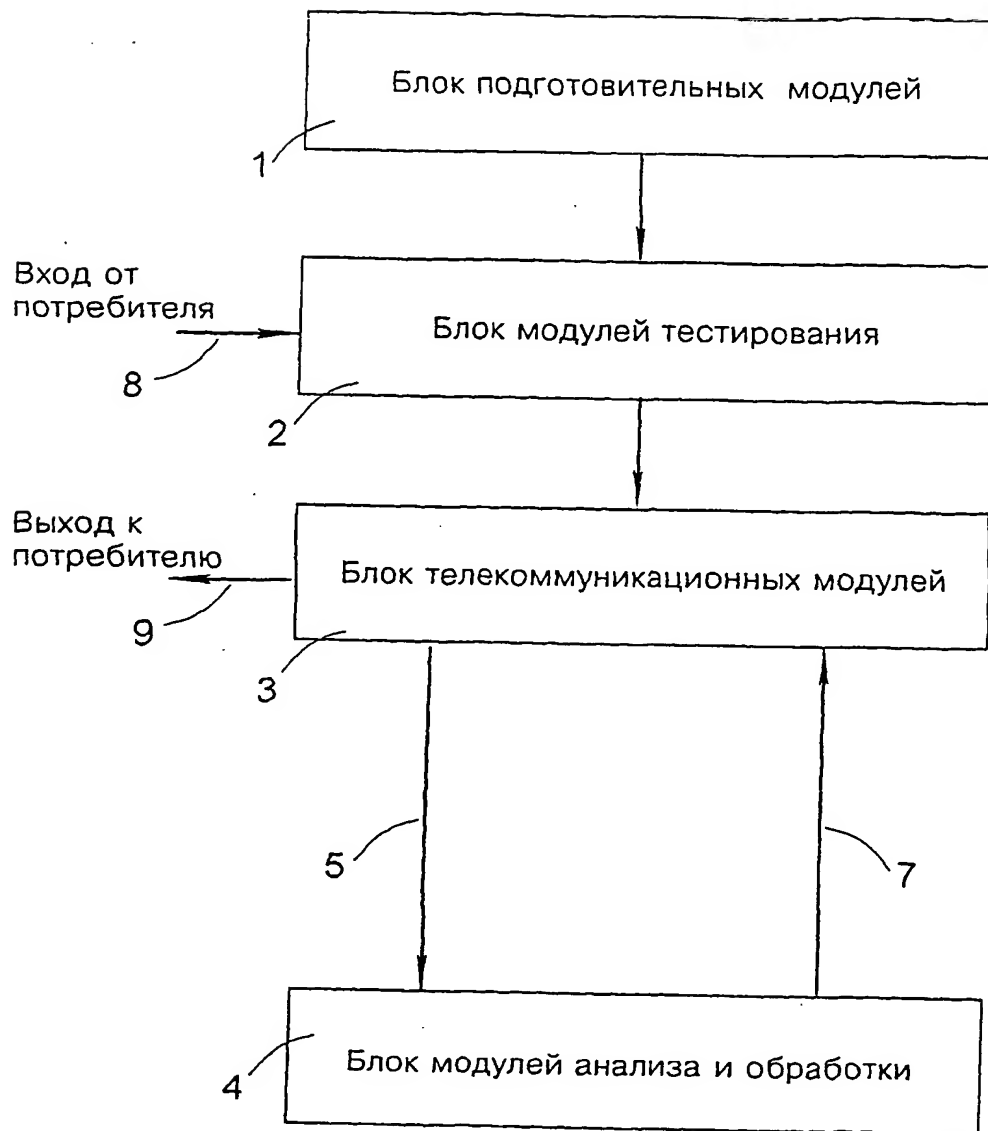 Блок подготовительных модулей
1
Вход от
потребителя
8
Блок модулей тестирования
2
Выход к
потребителю
9
Блок телекоммуникационных модулей
3
5
7
4
Блок модулей анализа и обработки